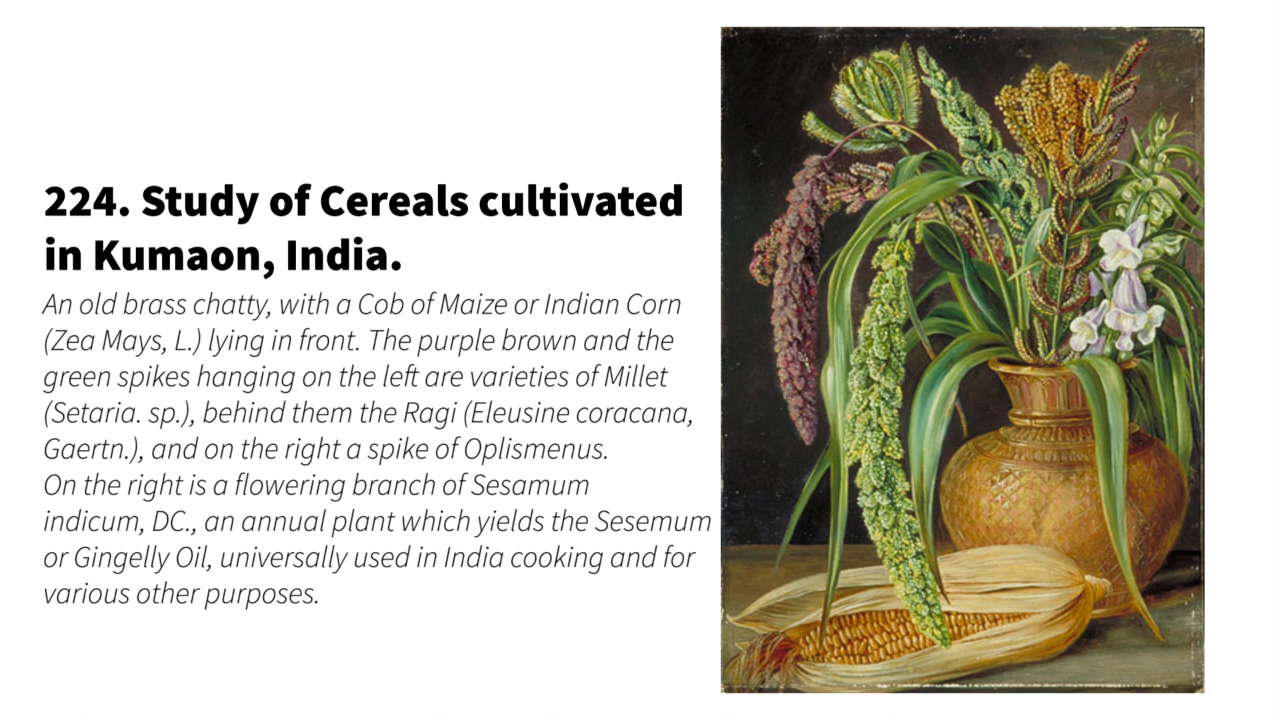 224. Study of Cereals cultivated
in Kumaon, India.
An old brass chatty, with a Cob of Maize or Indian Corn
(Zea Mays, L.) lying in front. The purple brown and the
green spikes hanging on the left are varieties of Millet
(Setaria. sp.), behind them the Ragi (Eleusine coracana,
Gaertn.), and on the right a spike of Oplismenus.
On the right is a flowering branch of Sesamum
indicum, DC., an annual plant which yields the Sesemum
or Gingelly Oil, universally used in India cooking and for
various other purposes.